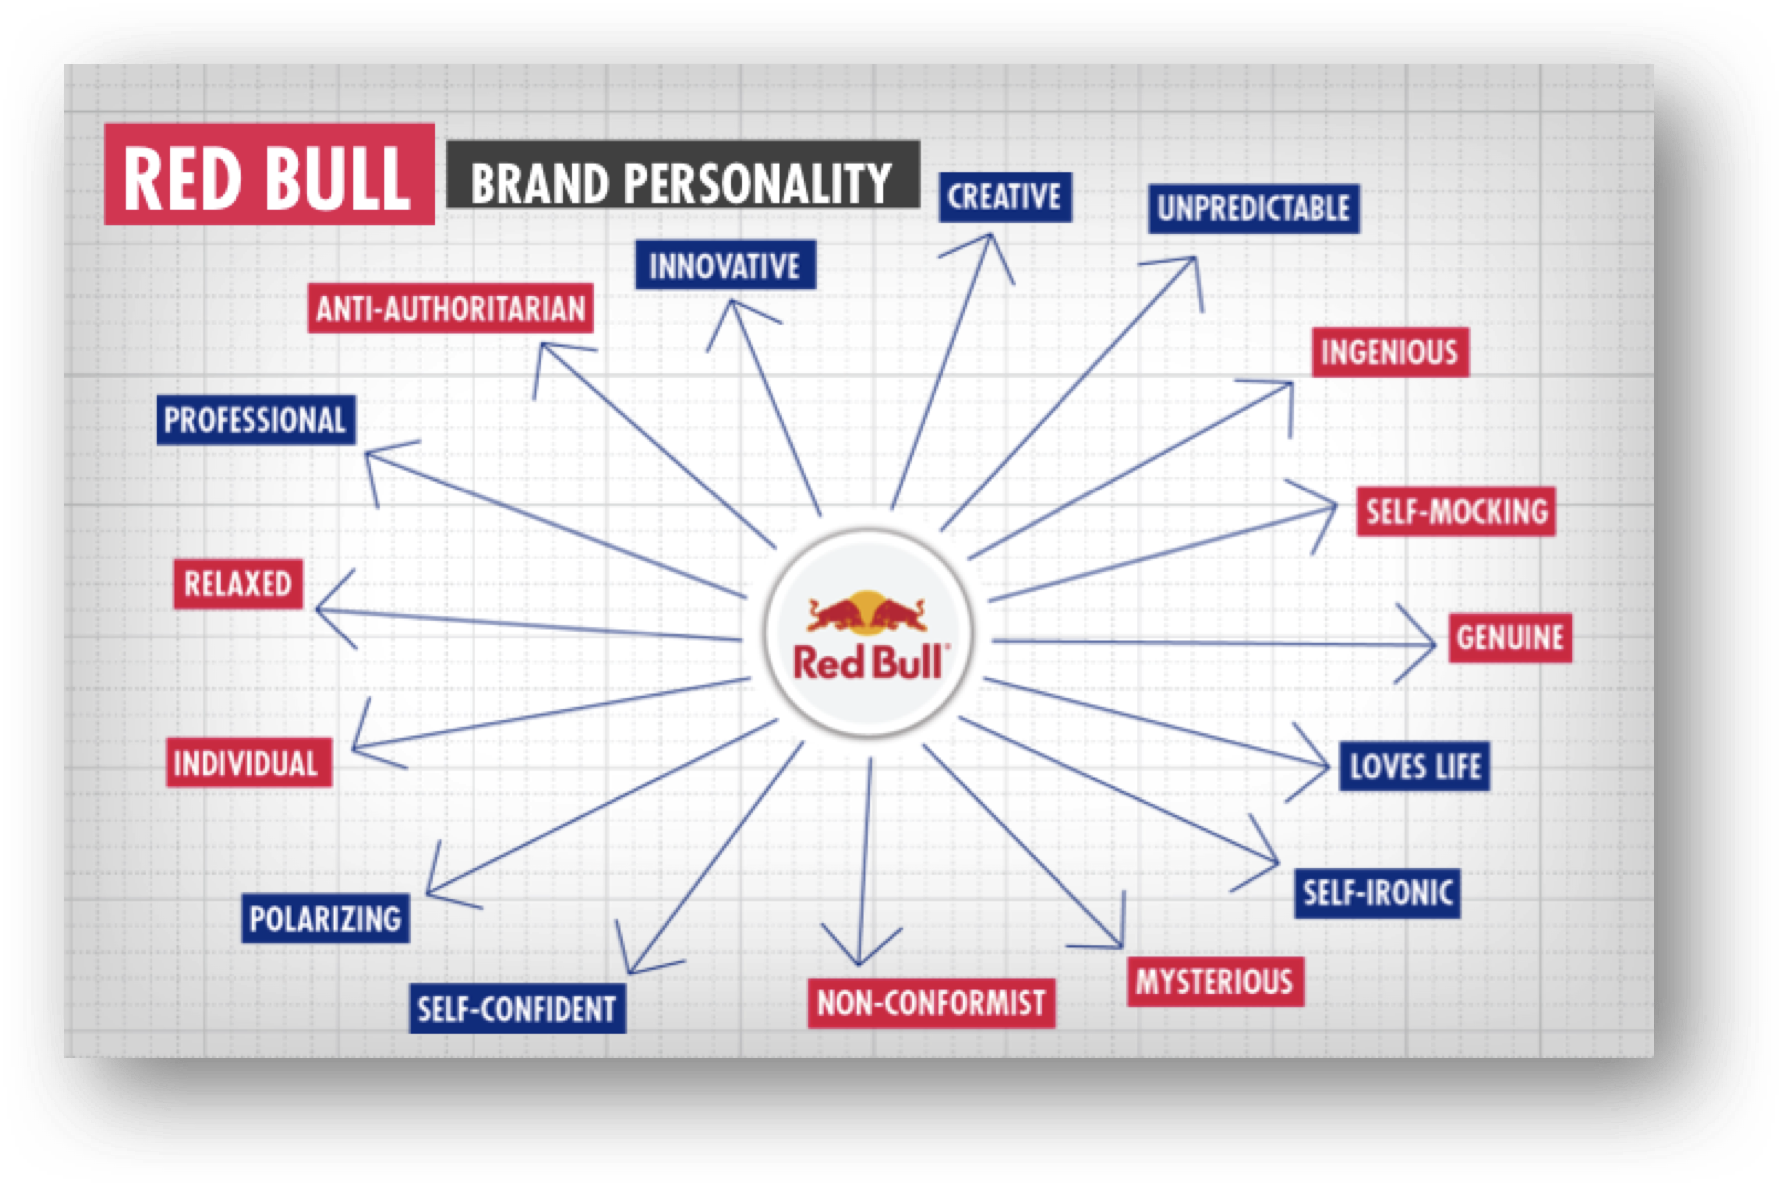 RED BULL
BRAND PERSONALITY
CREATIVE
UNPREDICTABLE
INNOVATIVE
ANTI-AUTHORITARIAN
INGENIOUS
PROFESSIONAL
SELF-MOCKING
RELAXED
GENUINE
Red Bull
INDIVIDUAL
LOVES LIFE
POLARIZING
SELF-IRONIC
SELF-CONFIDENT
NON-CONFORMIST
MYSTERIOUS